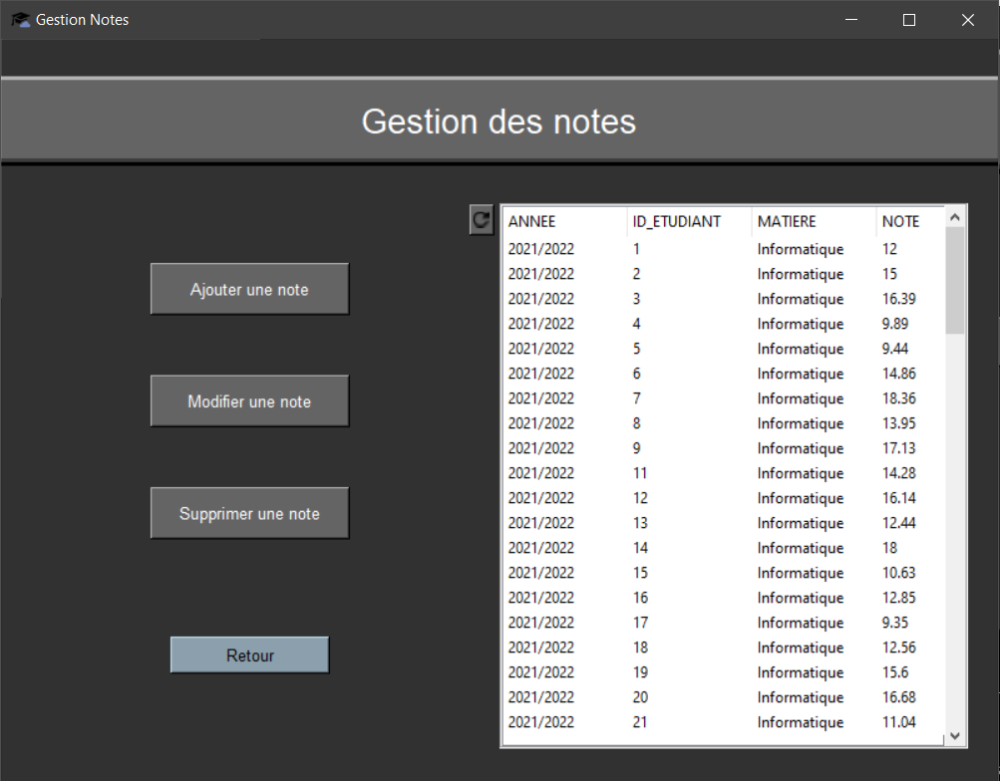 Gestion Notes
Gestion des notes
Ajouter une note
Modifier une note
Supprimer une note
Retour
ANNEE ID_ETUDIANT MATIERE NOTE
2021/2022 1 Informatique 12
2021/2022 2 Informatique 15
2021/2022 3 Informatique 16.39
2021/2022 4 Informatique 9.89
2021/2022 5 Informatique 9.44
2021/2022 6 Informatique 14.86
2021/2022 7 Informatique 18.36
2021/2022 8 Informatique 13.95
2021/2022 9 Informatique 17.13
2021/2022 11 Informatique 14.28
2021/2022 12 Informatique 16.14
2021/2022 13 Informatique 12.44
2021/2022 14 Informatique 18
2021/2022 15 Informatique 10.63
2021/2022 16 Informatique 12.85
2021/2022 17 Informatique 9.35
2021/2022 18 Informatique 12.56
2021/2022 19 Informatique 15.6
2021/2022 20 Informatique 16.68
2021/2022 21 Informatique 11.04